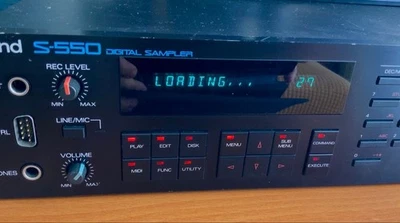 nd S-550 DIGITAL SAMPLER
REC LEVEL
MIN MAX
LOADING... 27
LINE/MIC
VOLUME
MIN MAX
PLAY EDIT DISK MENU SUB MENU COMMAND
MIDI FUNC UTILITY EXECUTE